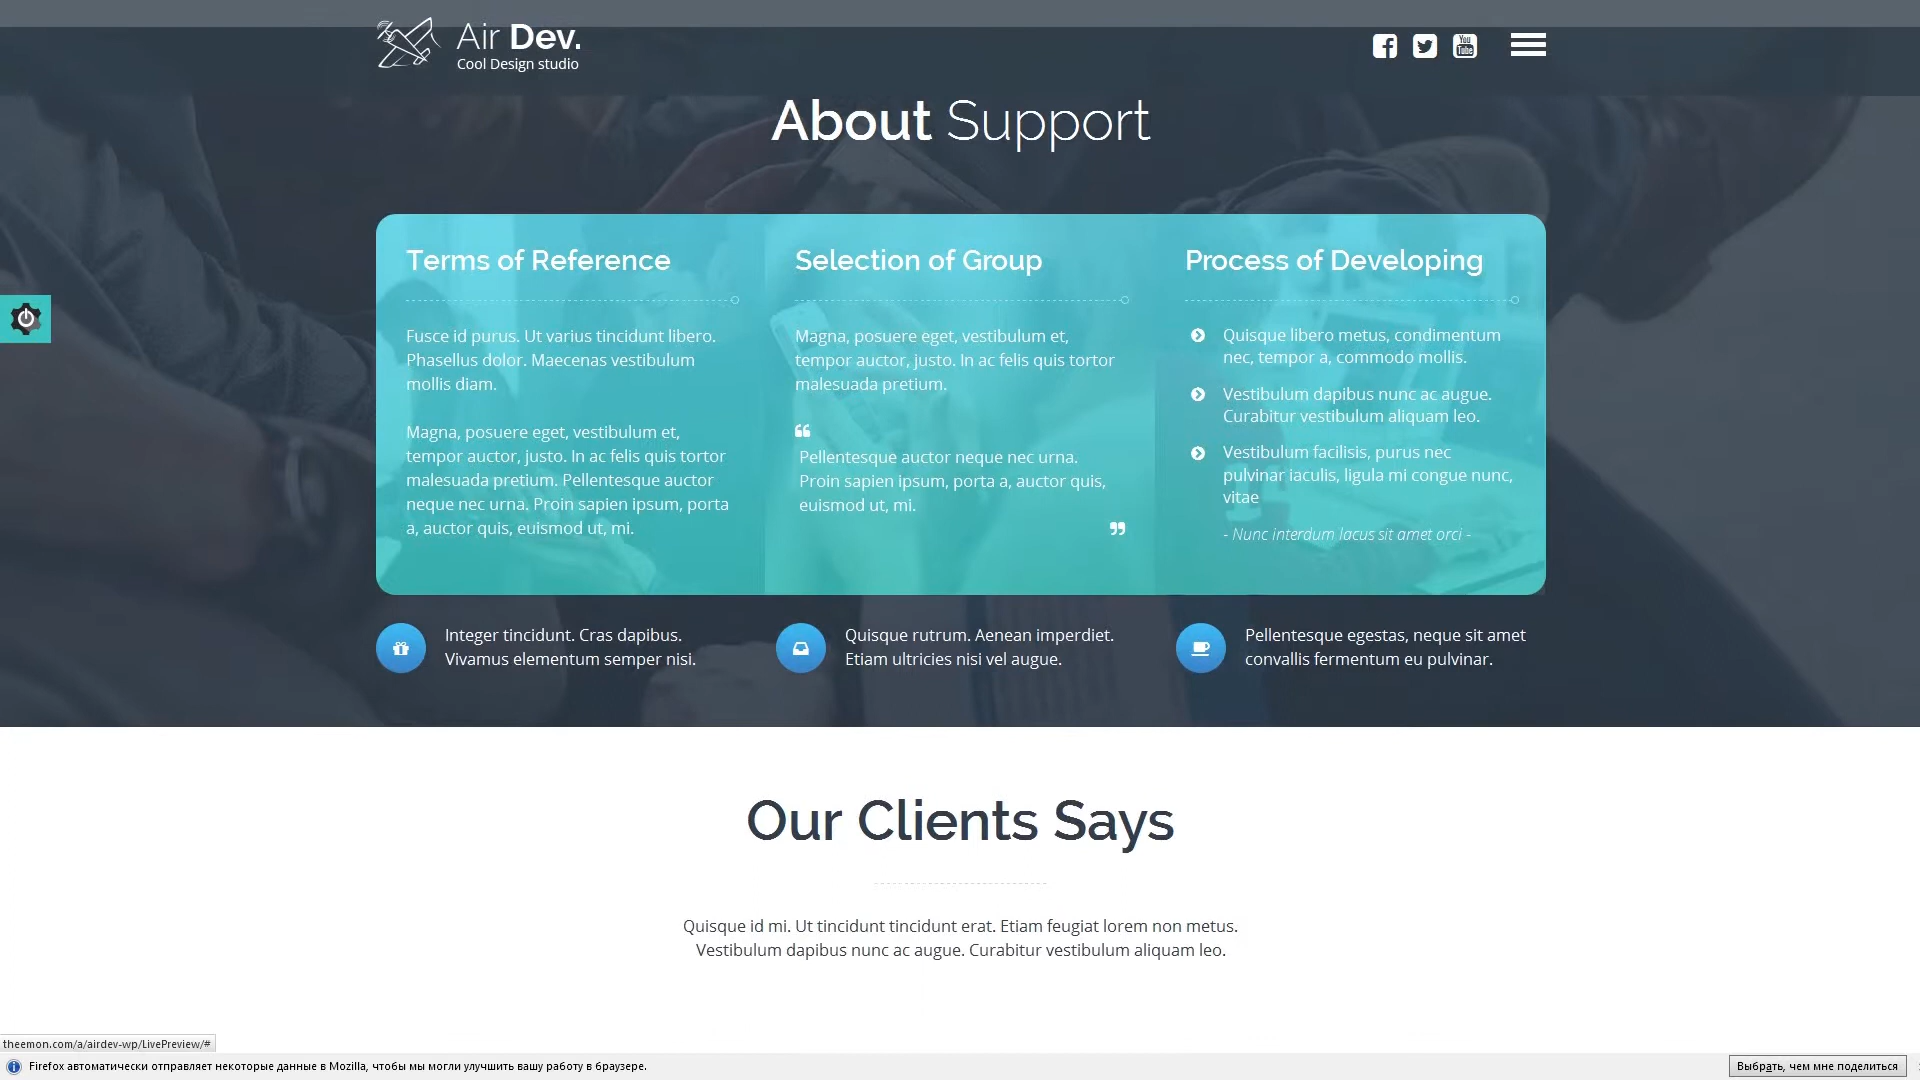 Air Dev.
Cool Design studio
You
Tube
About Support
Terms of Reference
Fusce id purus. Ut varius tincidunt libero.
Phasellus dolor. Maecenas vestibulum
mollis diam.
Magna, posuere eget, vestibulum et,
tempor auctor, justo. In ac felis quis tortor
malesuada pretium. Pellentesque auctor
neque nec urna. Proin sapien ipsum, porta
a, auctor quis, euismod ut, mi.
Selection of Group
Magna, posuere eget, vestibulum et,
tempor auctor, justo. In ac felis quis tortor
malesuada pretium.
“
Pellentesque auctor neque nec urna.
Proin sapien ipsum, porta a, auctor quis,
euismod ut, mi.
”
Process of Developing
Quisque libero metus, condimentum
nec, tempor a, commodo mollis.
Vestibulum dapibus nunc ac augue.
Curabitur vestibulum aliquam leo.
Vestibulum facilisis, purus nec
pulvinar iaculis, ligula mi congue nunc,
vitae
- Nunc interdum lacus sit amet orci -
Integer tincidunt. Cras dapibus.
Vivamus elementum semper nisi.
Quisque rutrum. Aenean imperdiet.
Etiam ultricies nisi vel augue.
Pellentesque egestas, neque sit amet
convallis fermentum eu pulvinar.
Our Clients Says
Quisque id mi. Ut tincidunt tincidunt erat. Etiam feugiat lorem non metus.
Vestibulum dapibus nunc ac augue. Curabitur vestibulum aliquam leo.
theemon.com/a/airdev-wp/LivePreview/#
Firefox автоматически отправляет некоторые данные в Mozilla, чтобы мы могли улучшить вашу работу в браузере.
Выбрать, чем мне поделиться